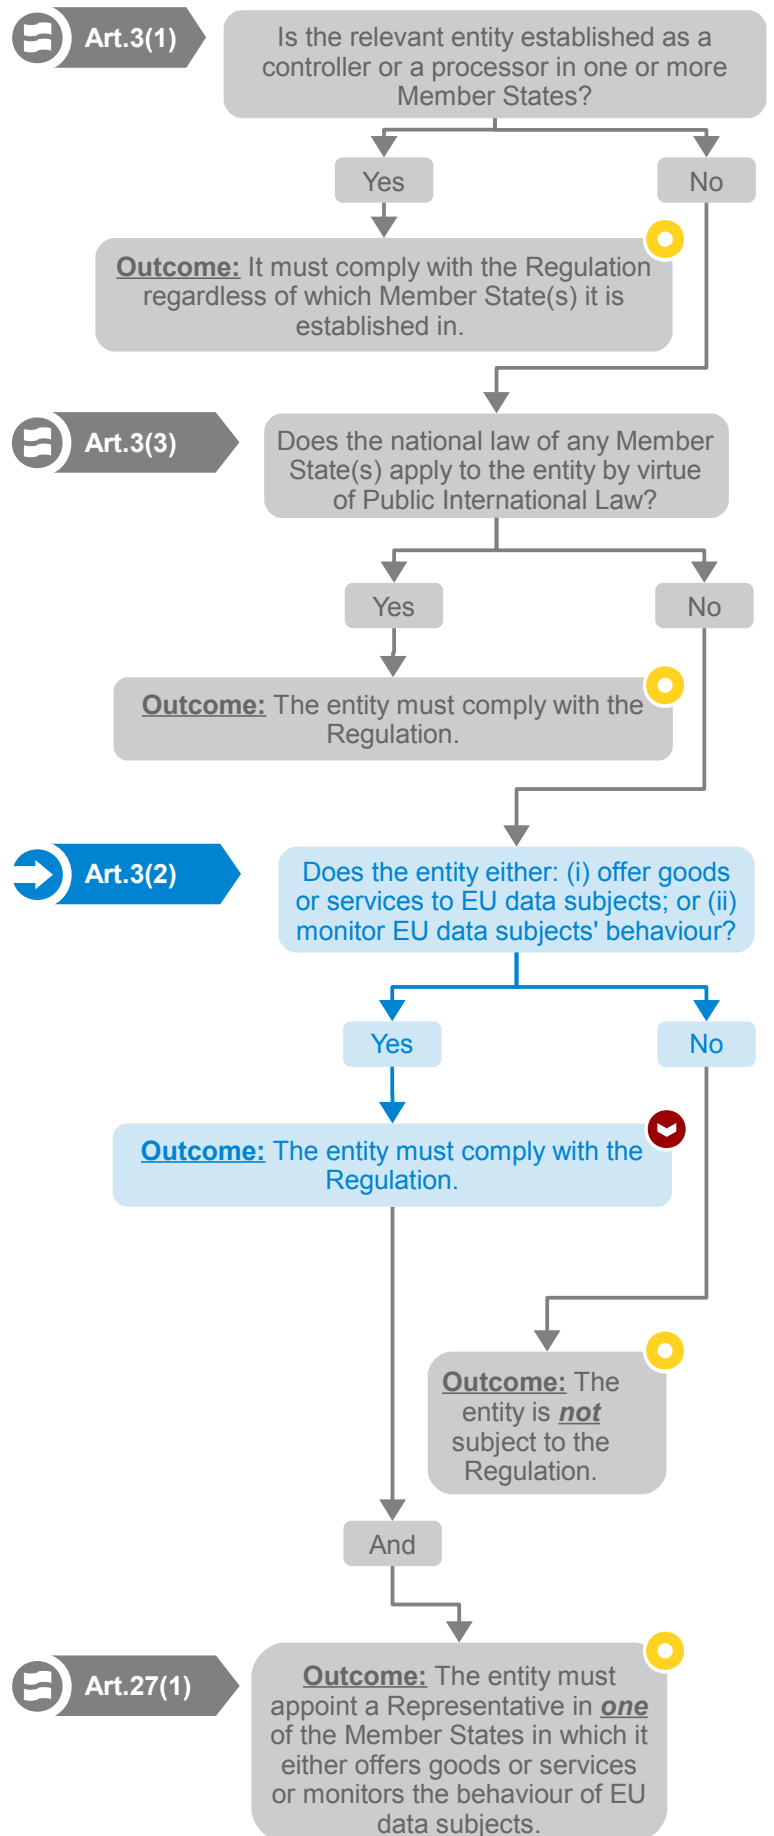 Art.3(1)
Is the relevant entity established as a
controller or a processor in one or more
Member States?
Yes
No
Outcome: It must comply with the Regulation
regardless of which Member State(s) it is
established in.
Art.3(3)
Does the national law of any Member
State(s) apply to the entity by virtue
of Public International Law?
Yes
No
Outcome: The entity must comply with the
Regulation.
Art.3(2)
Does the entity either: (i) offer goods
or services to EU data subjects; or (ii)
monitor EU data subjects' behaviour?
Yes
No
Outcome: The entity must comply with the
Regulation.
Outcome: The
entity is not
subject to the
Regulation.
And
Art.27(1)
Outcome: The entity must
appoint a Representative in one
of the Member States in which it
either offers goods or services
or monitors the behaviour of EU
data subjects.